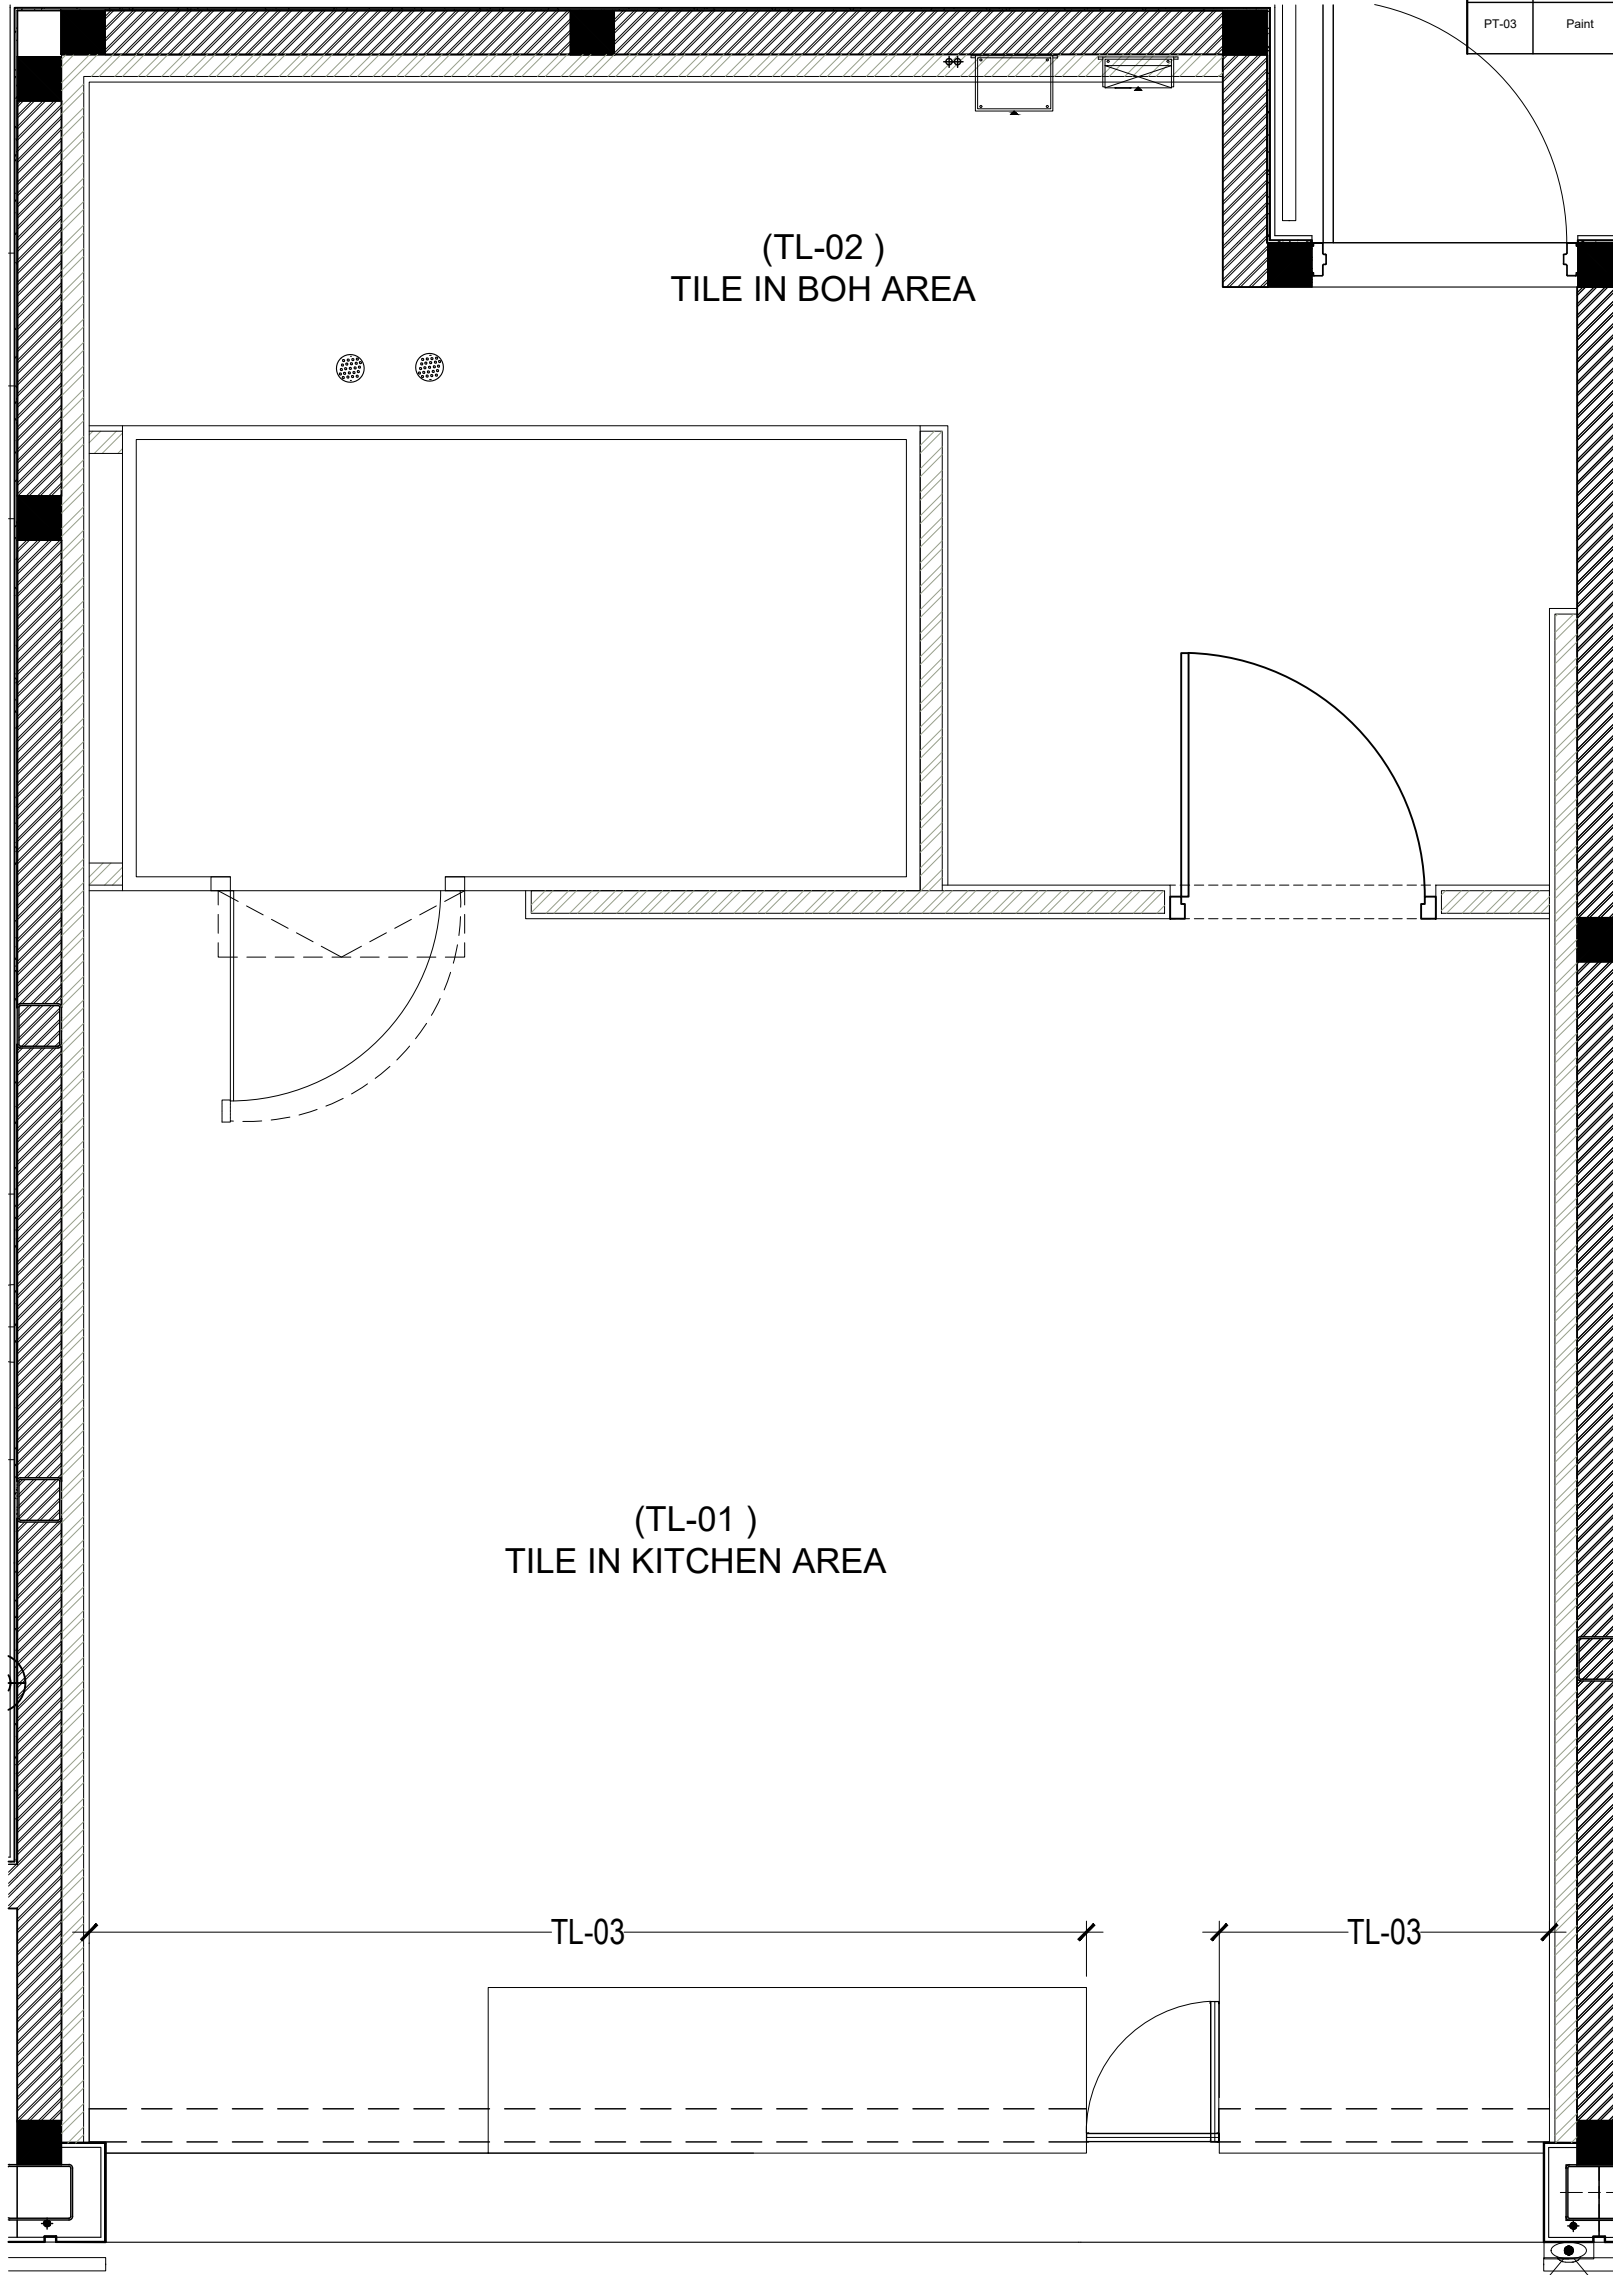 PT-03 Paint
(TL-02 )
TILE IN BOH AREA
(TL-01 )
TILE IN KITCHEN AREA
TL-03 TL-03